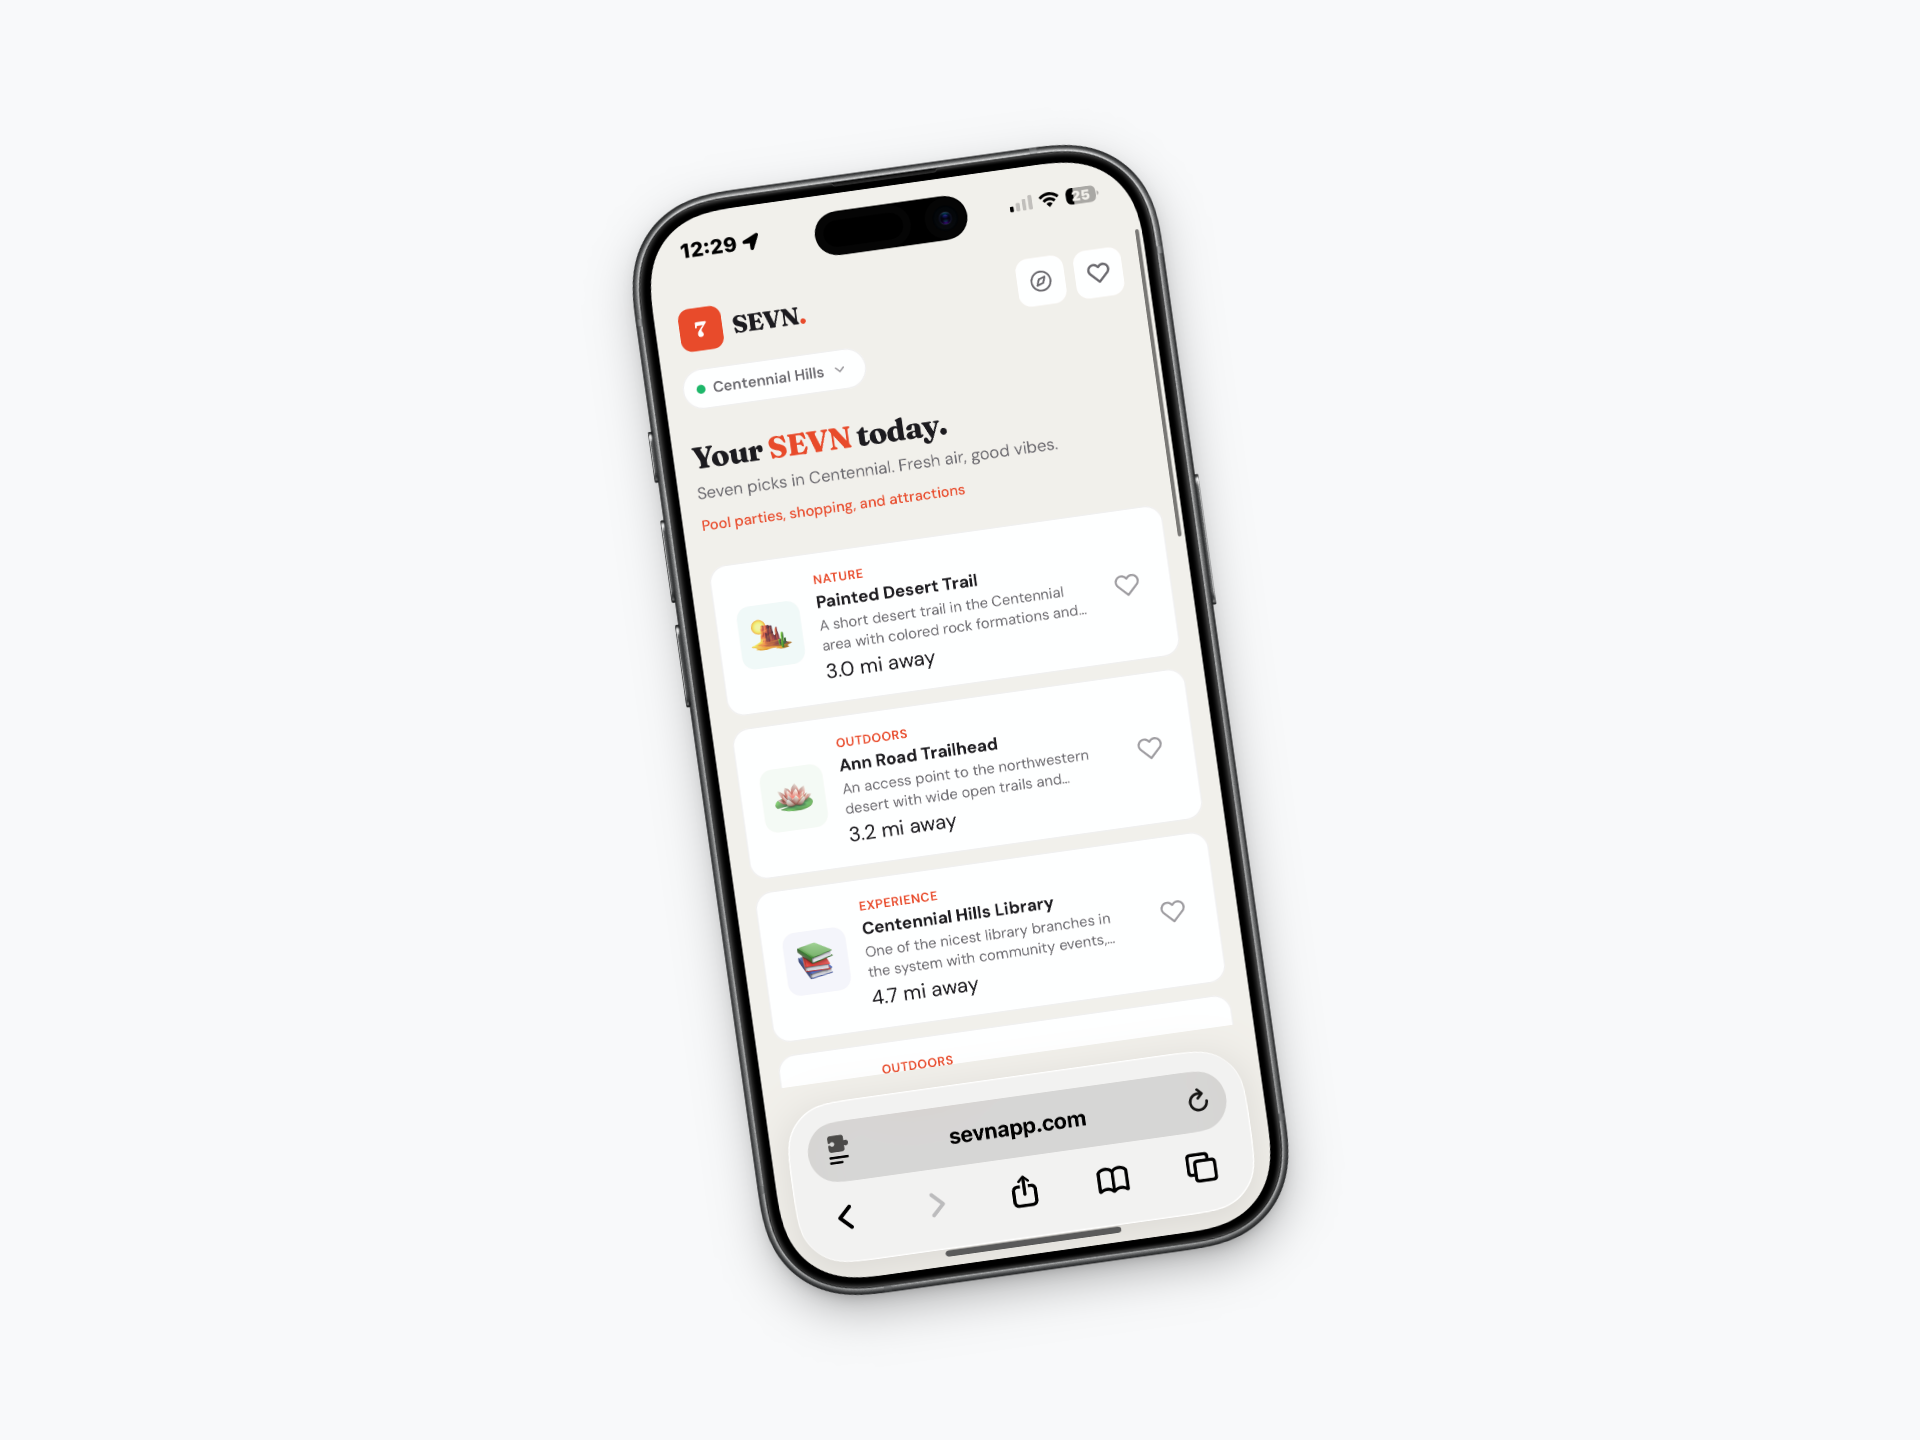 12:29
25
7 SEVN.
Centennial Hills
Your SEVN today.
Seven picks in Centennial. Fresh air, good vibes.
Pool parties, shopping, and attractions
NATURE
Painted Desert Trail
A short desert trail in the Centennial
area with colored rock formations and...
3.0 mi away
OUTDOORS
Ann Road Trailhead
An access point to the northwestern
desert with wide open trails and...
3.2 mi away
EXPERIENCE
Centennial Hills Library
One of the nicest library branches in
the system with community events,...
4.7 mi away
OUTDOORS
sevnapp.com